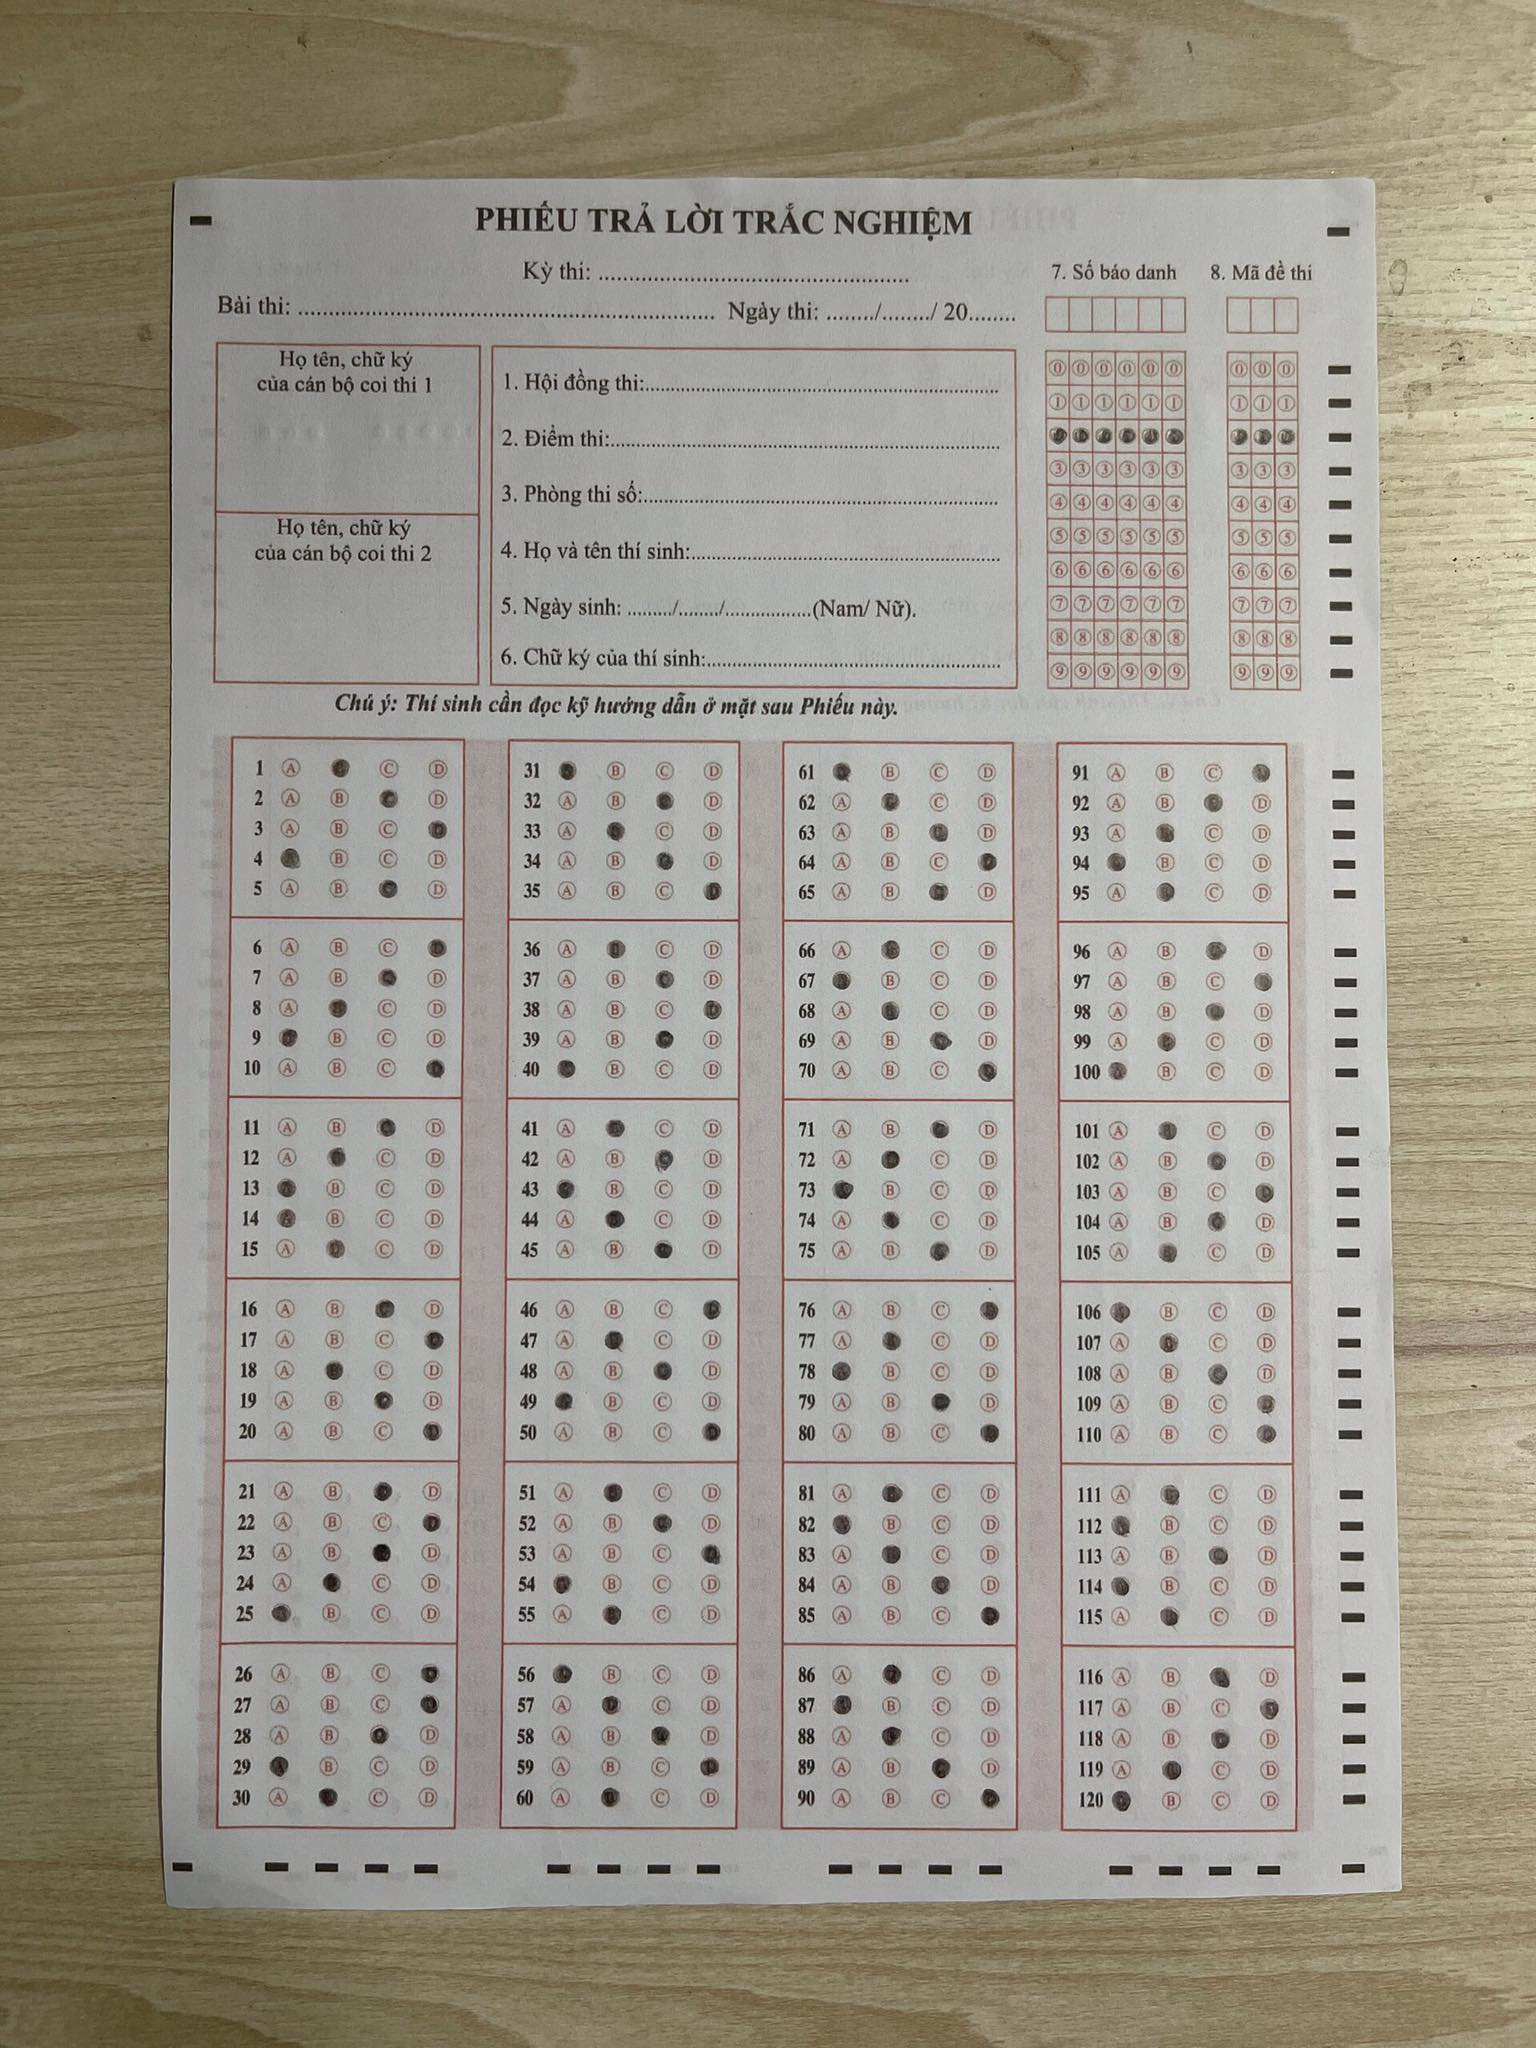 PHIẾU TRẢ LỜI TRẮC NGHIỆM
Kỳ thi: ....................................................
Bài thi: ..................................................................... Ngày thi: ......../......../ 20........
7. Số báo danh
8. Mã đề thi
Họ tên, chữ ký
của cán bộ coi thi 1
Họ tên, chữ ký
của cán bộ coi thi 2
1. Hội đồng thi:...........................................................
2. Điểm thi:.................................................................
3. Phòng thi số:...........................................................
4. Họ và tên thí sinh:...................................................
5. Ngày sinh: ......../......../...............(Nam/ Nữ).
6. Chữ ký của thí sinh:.................................................
0 0 0 0 0 0 0 0 0
1 1 1 1 1 1 1 1 1
3 3 3 3 3 3 3 3 3
4 4 4 4 4 4 4 4 4
5 5 5 5 5 5 5 5 5
6 6 6 6 6 6 6 6 6
7 7 7 7 7 7 7 7 7
8 8 8 8 8 8 8 8 8
9 9 9 9 9 9 9 9 9
Chú ý: Thí sinh cần đọc kỹ hướng dẫn ở mặt sau Phiếu này.
1 A C D
2 A B D
3 A B C
4 B C D
5 A B D
6 A B C
7 A B D
8 A C D
9 B C D
10 A B C
11 A B D
12 A C D
13 B C D
14 B C D
15 A C D
16 A B D
17 A B C
18 A C D
19 A B D
20 A B C
21 A B D
22 A B C
23 A B D
24 A C D
25 B C D
26 A B C
27 A B C
28 A B D
29 B C D
30 A C D
31 B C D
32 A B D
33 A C D
34 A B D
35 A B C
36 A C D
37 A B D
38 A B C
39 A B D
40 B C D
41 A C D
42 A B D
43 B C D
44 A C D
45 A B D
46 A B C
47 A C D
48 A B D
49 B C D
50 A B C
51 A C D
52 A B D
53 A B C
54 B C D
55 A C D
56 B C D
57 A C D
58 A B D
59 A B C
60 A C D
61 B C D
62 A C D
63 A B D
64 A B C
65 A B D
66 A C D
67 B C D
68 A C D
69 A B D
70 A B C
71 A B D
72 A C D
73 B C D
74 A C D
75 A B D
76 A B C
77 A C D
78 B C D
79 A B D
80 A B C
81 A C D
82 B C D
83 A C D
84 A B D
85 A B C
86 A C D
87 B C D
88 A C D
89 A B D
90 A B C
91 A B C
92 A B D
93 A C D
94 B C D
95 A C D
96 A B D
97 A B C
98 A B D
99 A C D
100 B C D
101 A C D
102 A B D
103 A B C
104 A B D
105 A C D
106 B C D
107 A C D
108 A B D
109 A B C
110 A B C
111 A C D
112 B C D
113 A B D
114 B C D
115 A C D
116 A B D
117 A B C
118 A B D
119 A C D
120 B C D